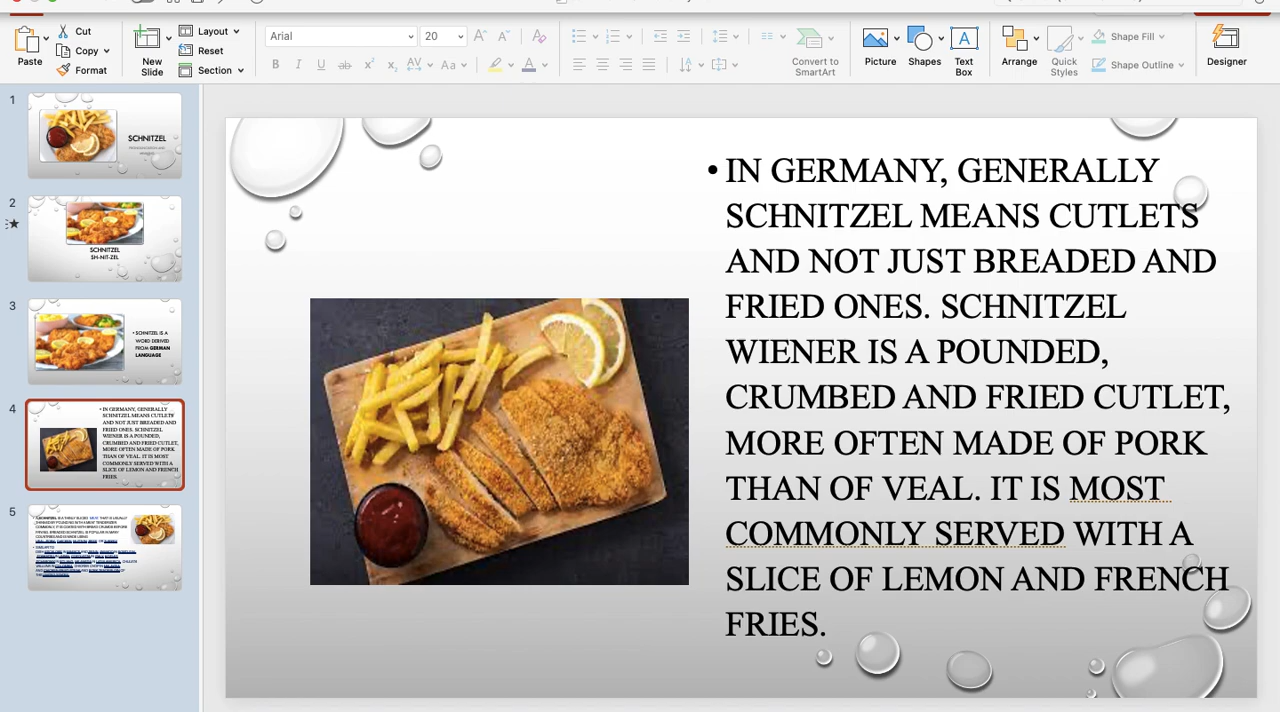 Paste
Cut
Copy
Format
New
Slide
Layout
Reset
Section
Arial
20
Convert to
SmartArt
Picture
Shapes
Text
Box
Arrange
Quick
Styles
Shape Fill
Shape Outline
Designer
1
SCHNITZEL
2
SCHNITZEL
SH-NIT-ZEL
3
• SCHNITZEL IS A
WORD DERIVED
FROM GERMAN
LANGUAGE
4
• IN GERMANY, GENERALLY
SCHNITZEL MEANS CUTLETS
AND NOT JUST BREADED AND
FRIED ONES. SCHNITZEL
WIENER IS A POUNDED,
CRUMBED AND FRIED CUTLET,
MORE OFTEN MADE OF PORK
THAN OF VEAL. IT IS MOST
COMMONLY SERVED WITH A
SLICE OF LEMON AND FRENCH
FRIES.
5
• IN GERMANY, GENERALLY
SCHNITZEL MEANS CUTLETS
AND NOT JUST BREADED AND
FRIED ONES. SCHNITZEL
WIENER IS A POUNDED,
CRUMBED AND FRIED CUTLET,
MORE OFTEN MADE OF PORK
THAN OF VEAL. IT IS MOST
COMMONLY SERVED WITH A
SLICE OF LEMON AND FRENCH
FRIES.